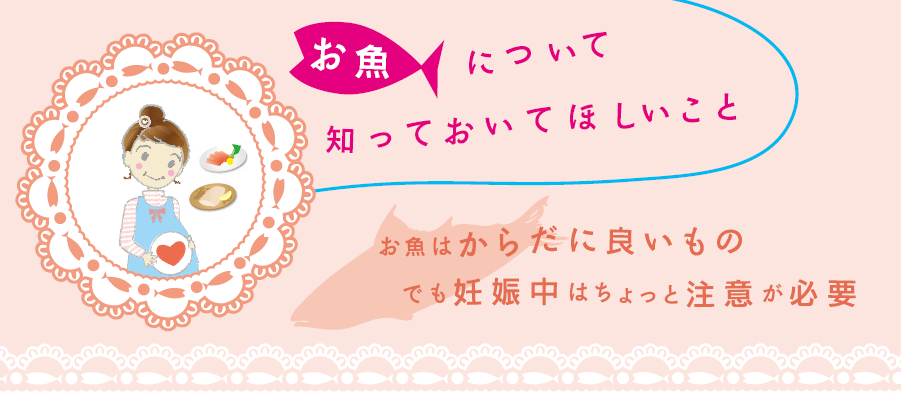 お魚について
知っておいてほしいこと
お魚はからだに良いもの
でも妊娠中はちょっと注意が必要